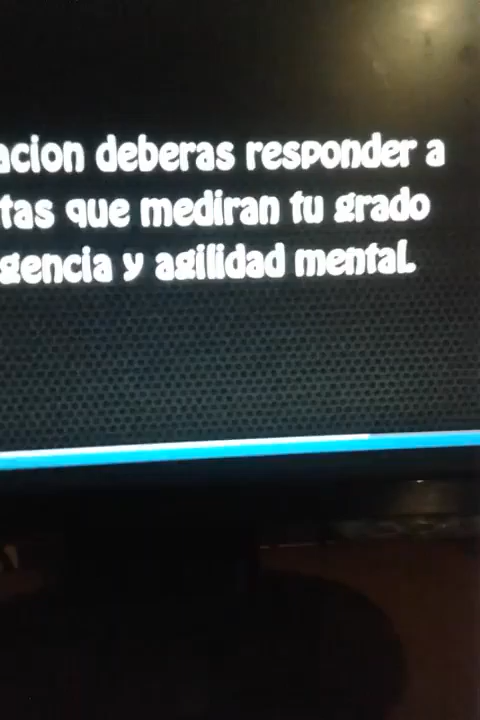 acion deberas responder a
tas que mediran tu grado
gencia y agilidad mental.